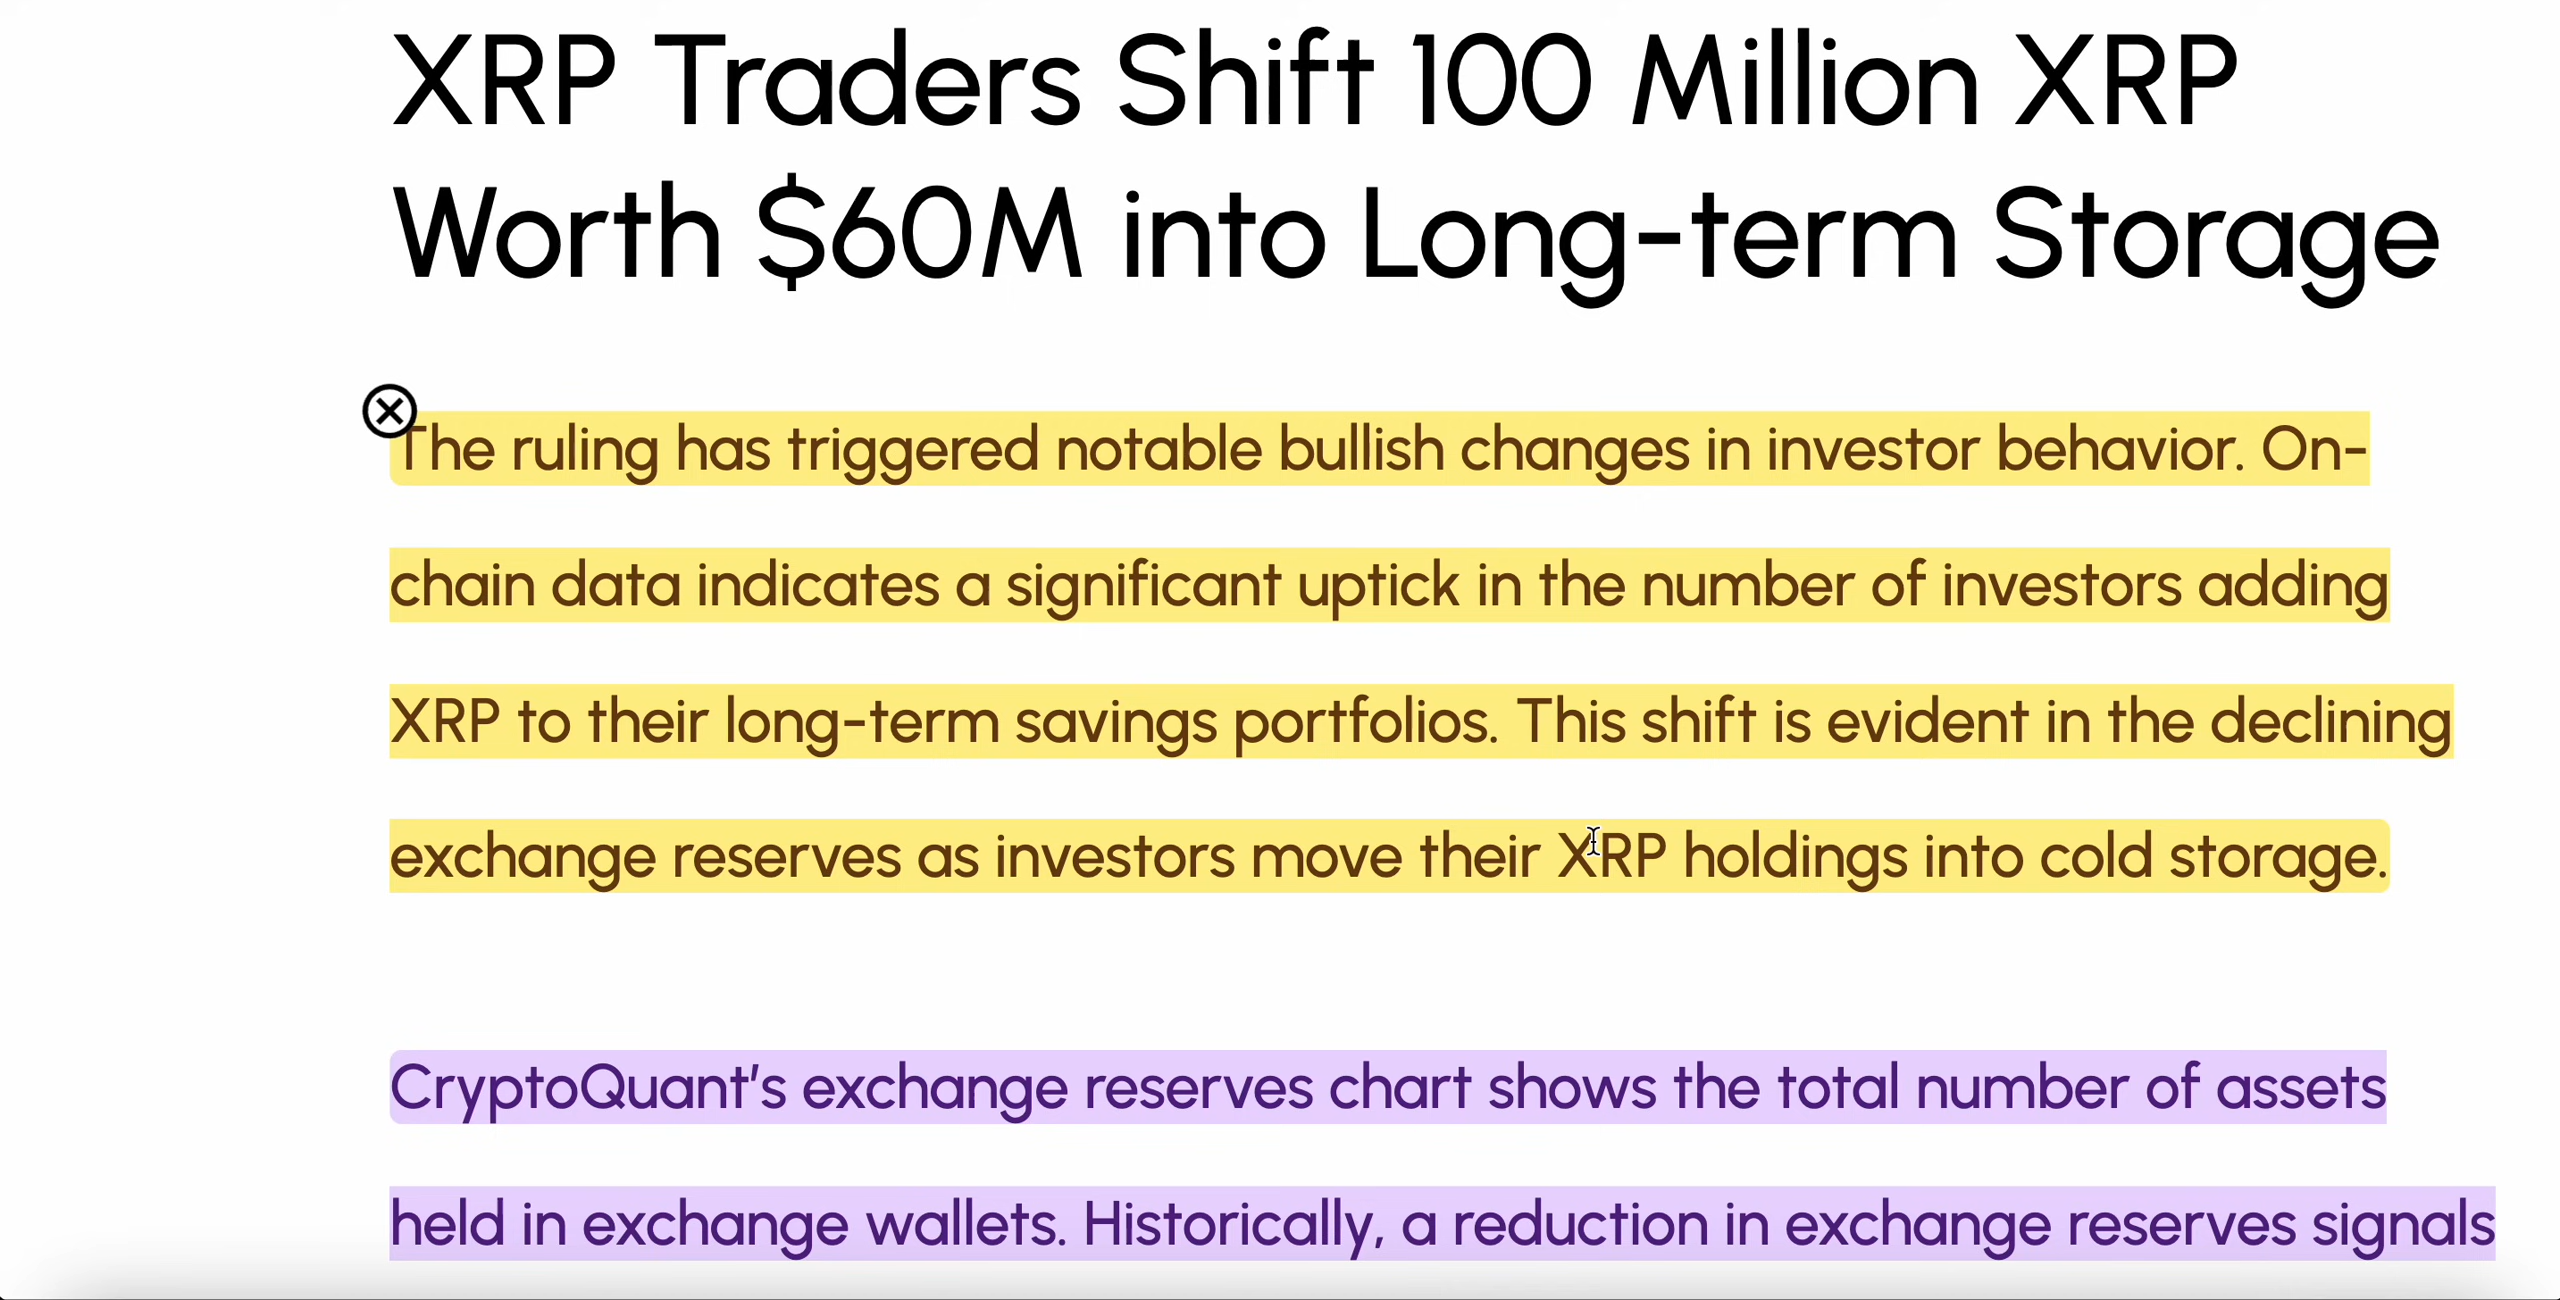 XRP Traders Shift 100 Million XRP
Worth $60M into Long-term Storage
The ruling has triggered notable bullish changes in investor behavior. On-
chain data indicates a significant uptick in the number of investors adding
XRP to their long-term savings portfolios. This shift is evident in the declining
exchange reserves as investors move their XRP holdings into cold storage.
CryptoQuant's exchange reserves chart shows the total number of assets
held in exchange wallets. Historically, a reduction in exchange reserves signals